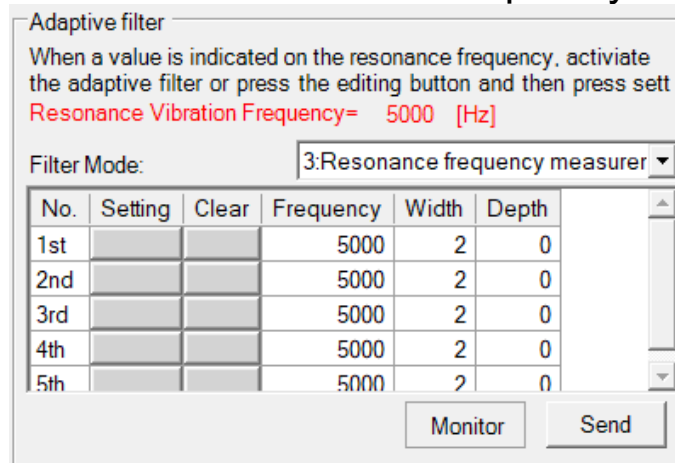 Adaptive filter
When a value is indicated on the resonance frequency, activiate
the adaptive filter or press the editing button and then press sett
Resonance Vibration Frequency= 5000 [Hz]
Filter Mode: 3:Resonance frequency measurer
No. Setting Clear Frequency Width Depth
1st 5000 2 0
2nd 5000 2 0
3rd 5000 2 0
4th 5000 2 0
5th 5000 2 0
Monitor Send